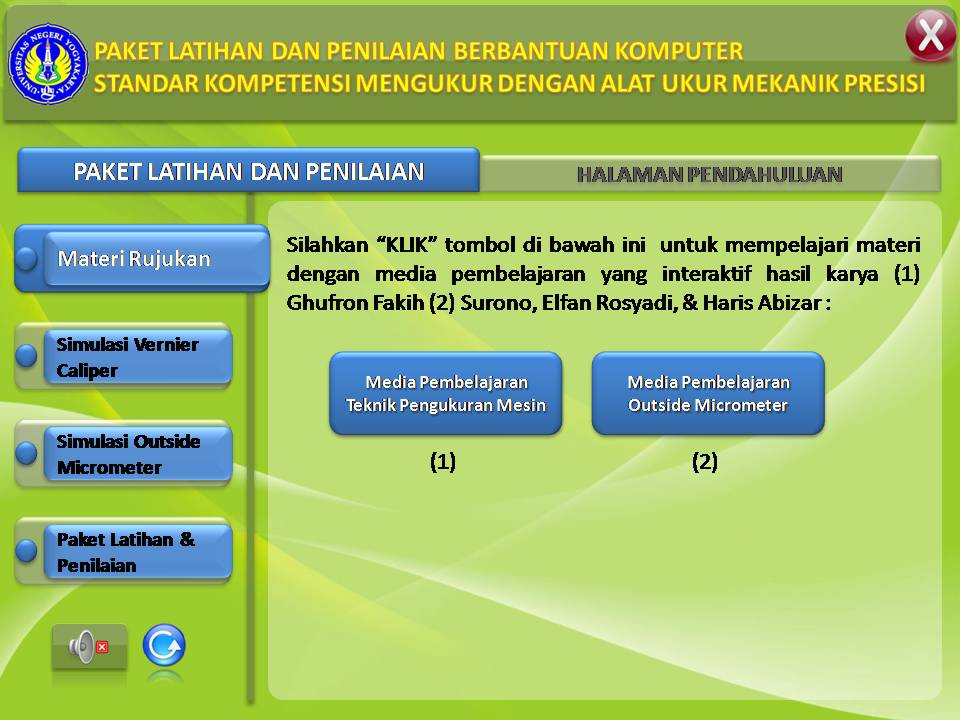 UNIVERSITAS NEGERI YOGYAKARTA
PAKET LATIHAN DAN PENILAIAN BERBANTUAN KOMPUTER
STANDAR KOMPETENSI MENGUKUR DENGAN ALAT UKUR MEKANIK PRESISI
X
PAKET LATIHAN DAN PENILAIAN
HALAMAN PENDAHULUAN
Materi Rujukan
Simulasi Vernier
Caliper
Simulasi Outside
Micrometer
Paket Latihan &
Penilaian
Silahkan “KLIK” tombol di bawah ini untuk mempelajari materi
dengan media pembelajaran yang interaktif hasil karya (1)
Ghufron Fakih (2) Surono, Elfan Rosyadi, & Haris Abizar :
Media Pembelajaran
Teknik Pengukuran Mesin
Media Pembelajaran
Outside Micrometer
(1)
(2)